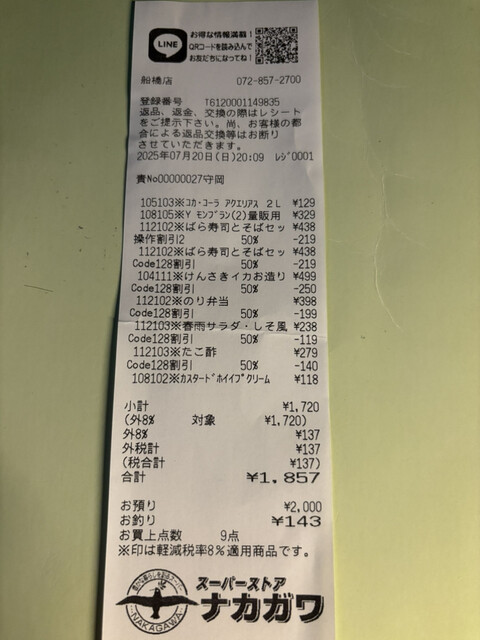 LINE
お得な情報満載!
QRコードを読み込んで
お友だちになってね!
船橋店 072-857-2700
登録番号 T6120001149835
返品、返金、交換の際はレシート
をご提示下さい。尚、お客様の都
合による返品交換等はお断り
させていただきます。
2025年07月20日(日)20:09 レジ0001
責No00000027守岡
105103※コカ・コーラ アクエリアス 2L ¥129
108105※Y モンブラン(2)量販用 ¥329
112102※ばら寿司とそばセッ ¥438
操作割引2 50% -219
112102※ばら寿司とそばセッ ¥438
Code128割引 50% -219
104111※けんさきイカお造り ¥499
Code128割引 50% -250
112102※のり弁当 ¥398
Code128割引 50% -199
112103※春雨サラダ・しそ風 ¥238
Code128割引 50% -119
112103※たこ酢 ¥279
Code128割引 50% -140
108102※カスタードホイイプクリーム ¥118
小計 ¥1,720
(外8% 対象 ¥1,720)
外8% ¥137
外税計 ¥137
(税合計 ¥137)
合計 ¥1,857
お預り ¥2,000
お釣り ¥143
お買上点数 9点
※印は軽減税率8%適用商品です。
スーパーストア
ナカガワ
NAKAGAWA